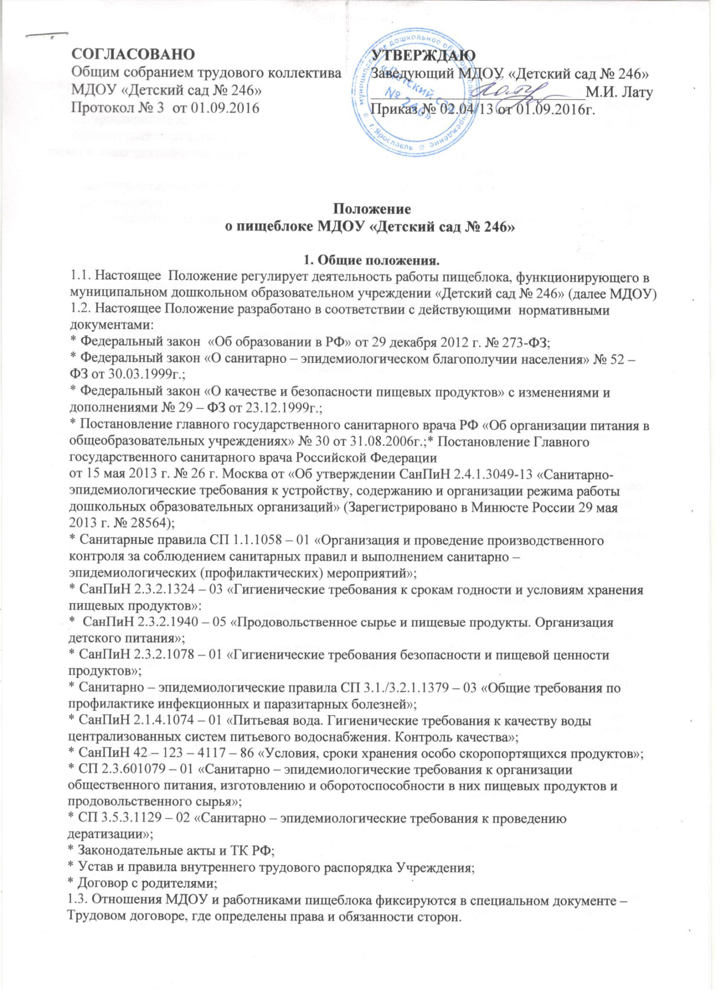 СОГЛАСОВАНО
Общим собранием трудового коллектива
МДОУ «Детский сад № 246»
Протокол № 3 от 01.09.2016
УТВЕРЖДАЮ
Заведующий МДОУ «Детский сад № 246»
М.И. Лату
Приказ № 02.04/13 от 01.09.2016г.
муниципальное дошкольное образовательное учреждение * г. Ярославль *
«Детский сад
№ 246»
Положение
о пищеблоке МДОУ «Детский сад № 246»
1. Общие положения.
1.1. Настоящее Положение регулирует деятельность работы пищеблока, функционирующего в
муниципальном дошкольном образовательном учреждении «Детский сад № 246» (далее МДОУ)
1.2. Настоящее Положение разработано в соответствии с действующими нормативными
документами:
* Федеральный закон «Об образовании в РФ» от 29 декабря 2012 г. № 273-ФЗ;
* Федеральный закон «О санитарно – эпидемиологическом благополучии населения» № 52 –
ФЗ от 30.03.1999г.;
* Федеральный закон «О качестве и безопасности пищевых продуктов» с изменениями и
дополнениями № 29 – ФЗ от 23.12.1999г.;
* Постановление главного государственного санитарного врача РФ «Об организации питания в
общеобразовательных учреждениях» № 30 от 31.08.2006г.;* Постановление Главного
государственного санитарного врача Российской Федерации
от 15 мая 2013 г. № 26 г. Москва от «Об утверждении СанПиН 2.4.1.3049-13 «Санитарно-
эпидемиологические требования к устройству, содержанию и организации режима работы
дошкольных образовательных организаций» (Зарегистрировано в Минюсте России 29 мая
2013 г. № 28564);
* Санитарные правила СП 1.1.1058 – 01 «Организация и проведение производственного
контроля за соблюдением санитарных правил и выполнением санитарно –
эпидемиологических (профилактических) мероприятий»;
* СанПиН 2.3.2.1324 – 03 «Гигиенические требования к срокам годности и условиям хранения
пищевых продуктов»:
* СанПиН 2.3.2.1940 – 05 «Продовольственное сырье и пищевые продукты. Организация
детского питания»;
* СанПиН 2.3.2.1078 – 01 «Гигиенические требования безопасности и пищевой ценности
продуктов»;
* Санитарно – эпидемиологические правила СП 3.1./3.2.1.1379 – 03 «Общие требования по
профилактике инфекционных и паразитарных болезней»;
* СанПиН 2.1.4.1074 – 01 «Питьевая вода. Гигиенические требования к качеству воды
централизованных систем питьевого водоснабжения. Контроль качества»;
* СанПиН 42 – 123 – 4117 – 86 «Условия, сроки хранения особо скоропортящихся продуктов»;
* СП 2.3.601079 – 01 «Санитарно – эпидемиологические требования к организации
общественного питания, изготовлению и оборотоспособности в них пищевых продуктов и
продовольственного сырья»;
* СП 3.5.3.1129 – 02 «Санитарно – эпидемиологические требования к проведению
дератизации»;
* Законодательные акты и ТК РФ;
* Устав и правила внутреннего трудового распорядка Учреждения;
* Договор с родителями;
1.3. Отношения МДОУ и работниками пищеблока фиксируются в специальном документе –
Трудовом договоре, где определены права и обязанности сторон.